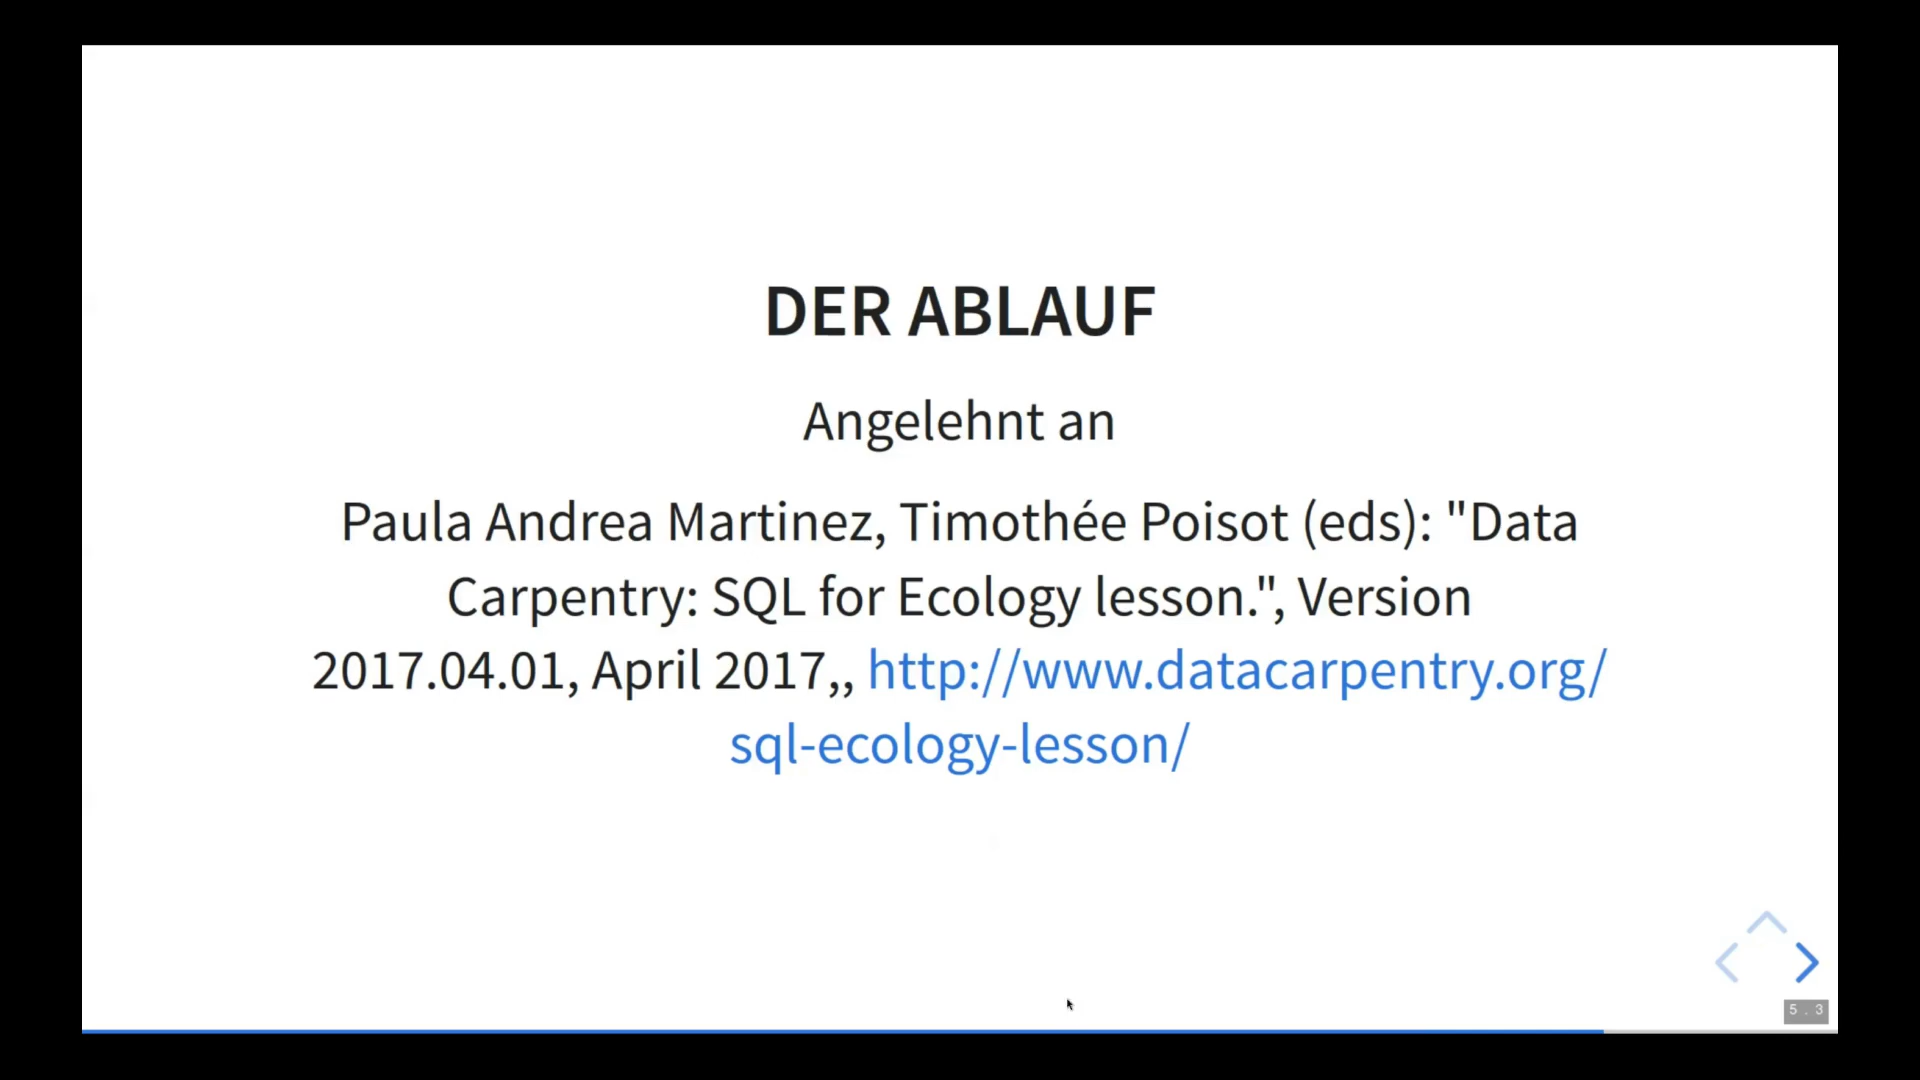 DER ABLAUF
Angelehnt an
Paula Andrea Martinez, Timothée Poisot (eds): "Data
Carpentry: SQL for Ecology lesson.", Version
2017.04.01, April 2017,, http://www.datacarpentry.org/
sql-ecology-lesson/
5 . 3